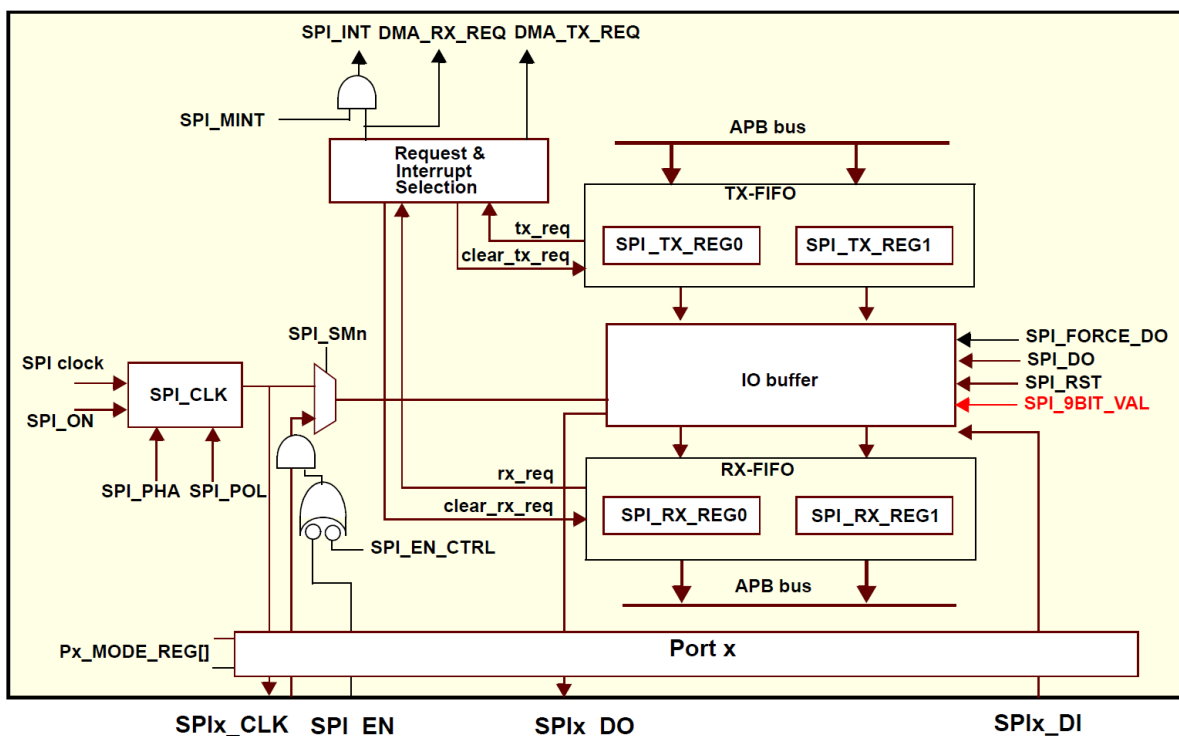 SPI_INT DMA_RX_REQ DMA_TX_REQ
SPI_MINT
APB bus
Request &
Interrupt
Selection
TX-FIFO
tx_req
SPI_TX_REG0 SPI_TX_REG1
clear_tx_req
SPI_SMn
SPI_FORCE_DO
SPI clock
SPI_DO
SPI_CLK
IO buffer
SPI_RST
SPI_9BIT_VAL
SPI_ON
RX-FIFO
rx_req
SPI_PHA SPI_POL
clear_rx_req
SPI_RX_REG0 SPI_RX_REG1
SPI_EN_CTRL
APB bus
Px_MODE_REG[]
Port x
SPIx_CLK SPI_EN SPIx_DO SPIx_DI